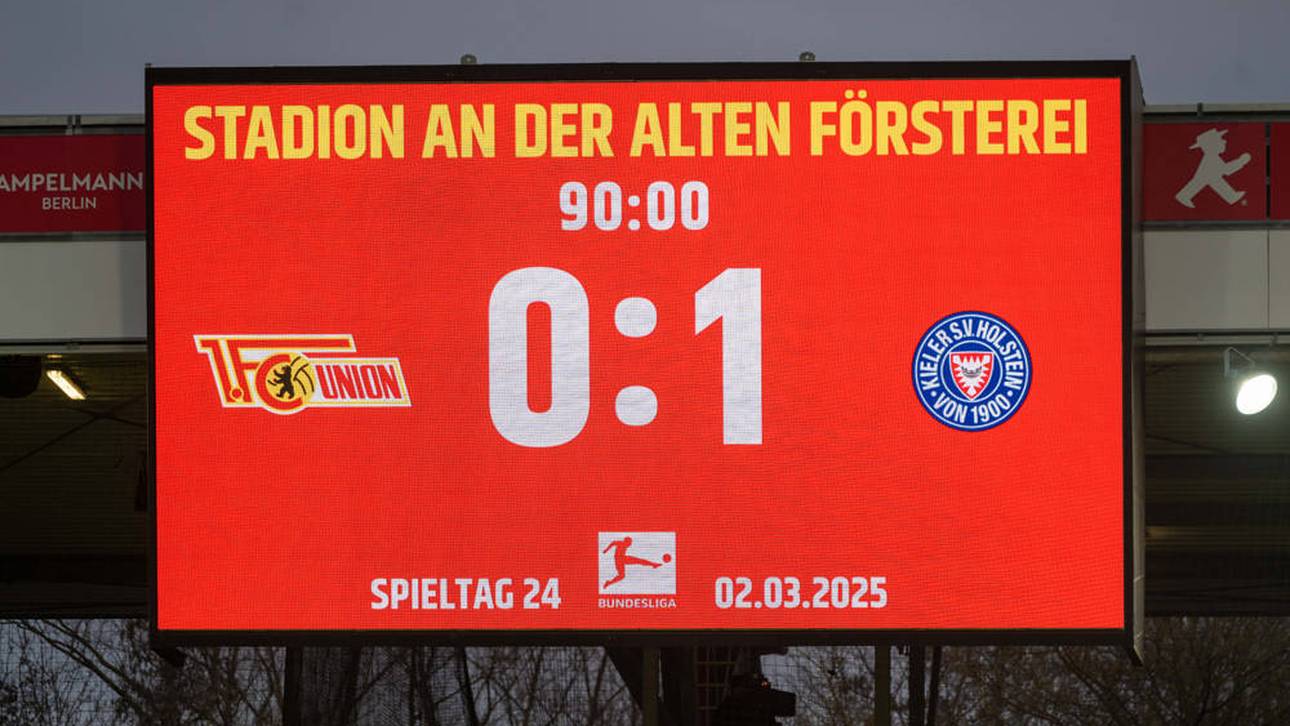 STADION AN DER ALTEN FÖRSTEREI
AMPELMANN
BERLIN
90:00
0:1
1.FC UNION
KIELER S.V. HOLSTEIN
VON 1900
SPIELTAG 24
BUNDESLIGA
02.03.2025